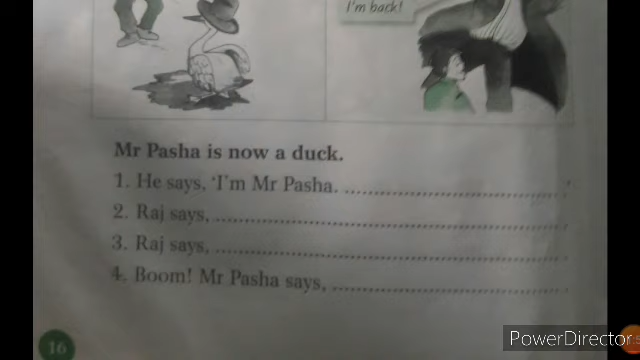 I'm back!
Mr Pasha is now a duck.
1. He says, 'I'm Mr Pasha. ..............................'
2. Raj says, ..............................
3. Raj says, ..............................
4. Boom! Mr Pasha says, ..............................
16
PowerDirector